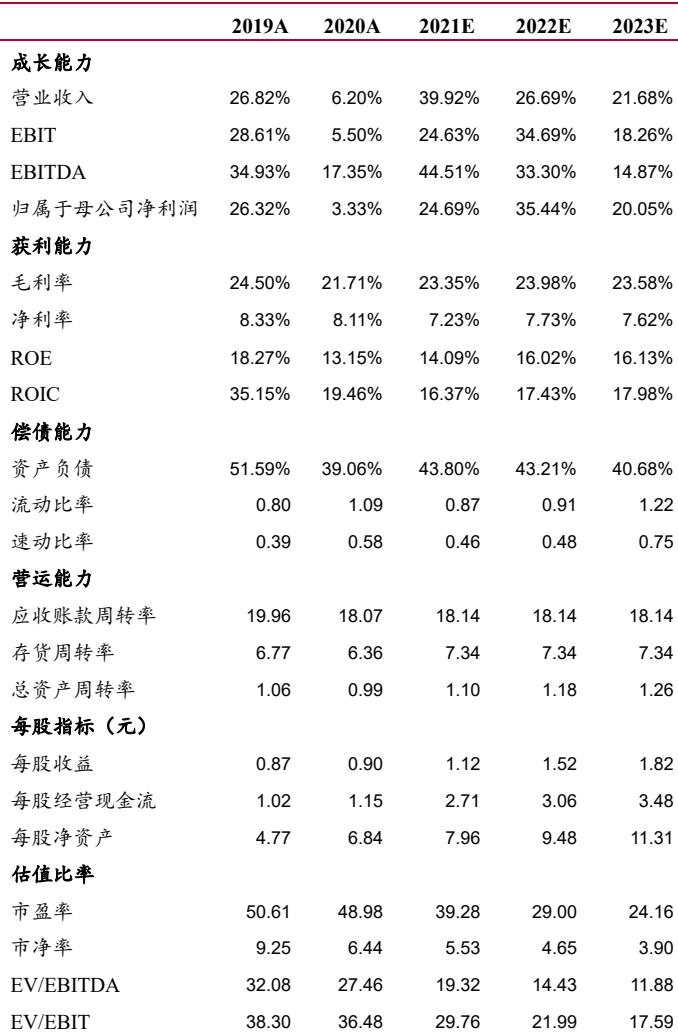 2019A 2020A 2021E 2022E 2023E
成长能力
营业收入 26.82% 6.20% 39.92% 26.69% 21.68%
EBIT 28.61% 5.50% 24.63% 34.69% 18.26%
EBITDA 34.93% 17.35% 44.51% 33.30% 14.87%
归属于母公司净利润 26.32% 3.33% 24.69% 35.44% 20.05%
获利能力
毛利率 24.50% 21.71% 23.35% 23.98% 23.58%
净利率 8.33% 8.11% 7.23% 7.73% 7.62%
ROE 18.27% 13.15% 14.09% 16.02% 16.13%
ROIC 35.15% 19.46% 16.37% 17.43% 17.98%
偿债能力
资产负债 51.59% 39.06% 43.80% 43.21% 40.68%
流动比率 0.80 1.09 0.87 0.91 1.22
速动比率 0.39 0.58 0.46 0.48 0.75
营运能力
应收账款周转率 19.96 18.07 18.14 18.14 18.14
存货周转率 6.77 6.36 7.34 7.34 7.34
总资产周转率 1.06 0.99 1.10 1.18 1.26
每股指标（元）
每股收益 0.87 0.90 1.12 1.52 1.82
每股经营现金流 1.02 1.15 2.71 3.06 3.48
每股净资产 4.77 6.84 7.96 9.48 11.31
估值比率
市盈率 50.61 48.98 39.28 29.00 24.16
市净率 9.25 6.44 5.53 4.65 3.90
EV/EBITDA 32.08 27.46 19.32 14.43 11.88
EV/EBIT 38.30 36.48 29.76 21.99 17.59